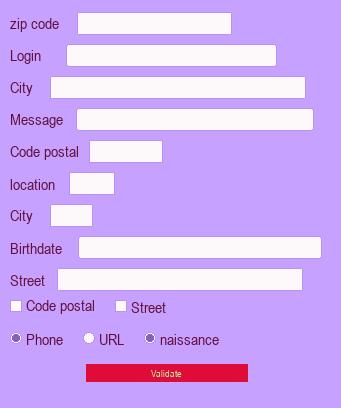 zip code
Login
City
Message
Code postal
location
City
Birthdate
Street
Code postal Street
Phone URL naissance
Validate